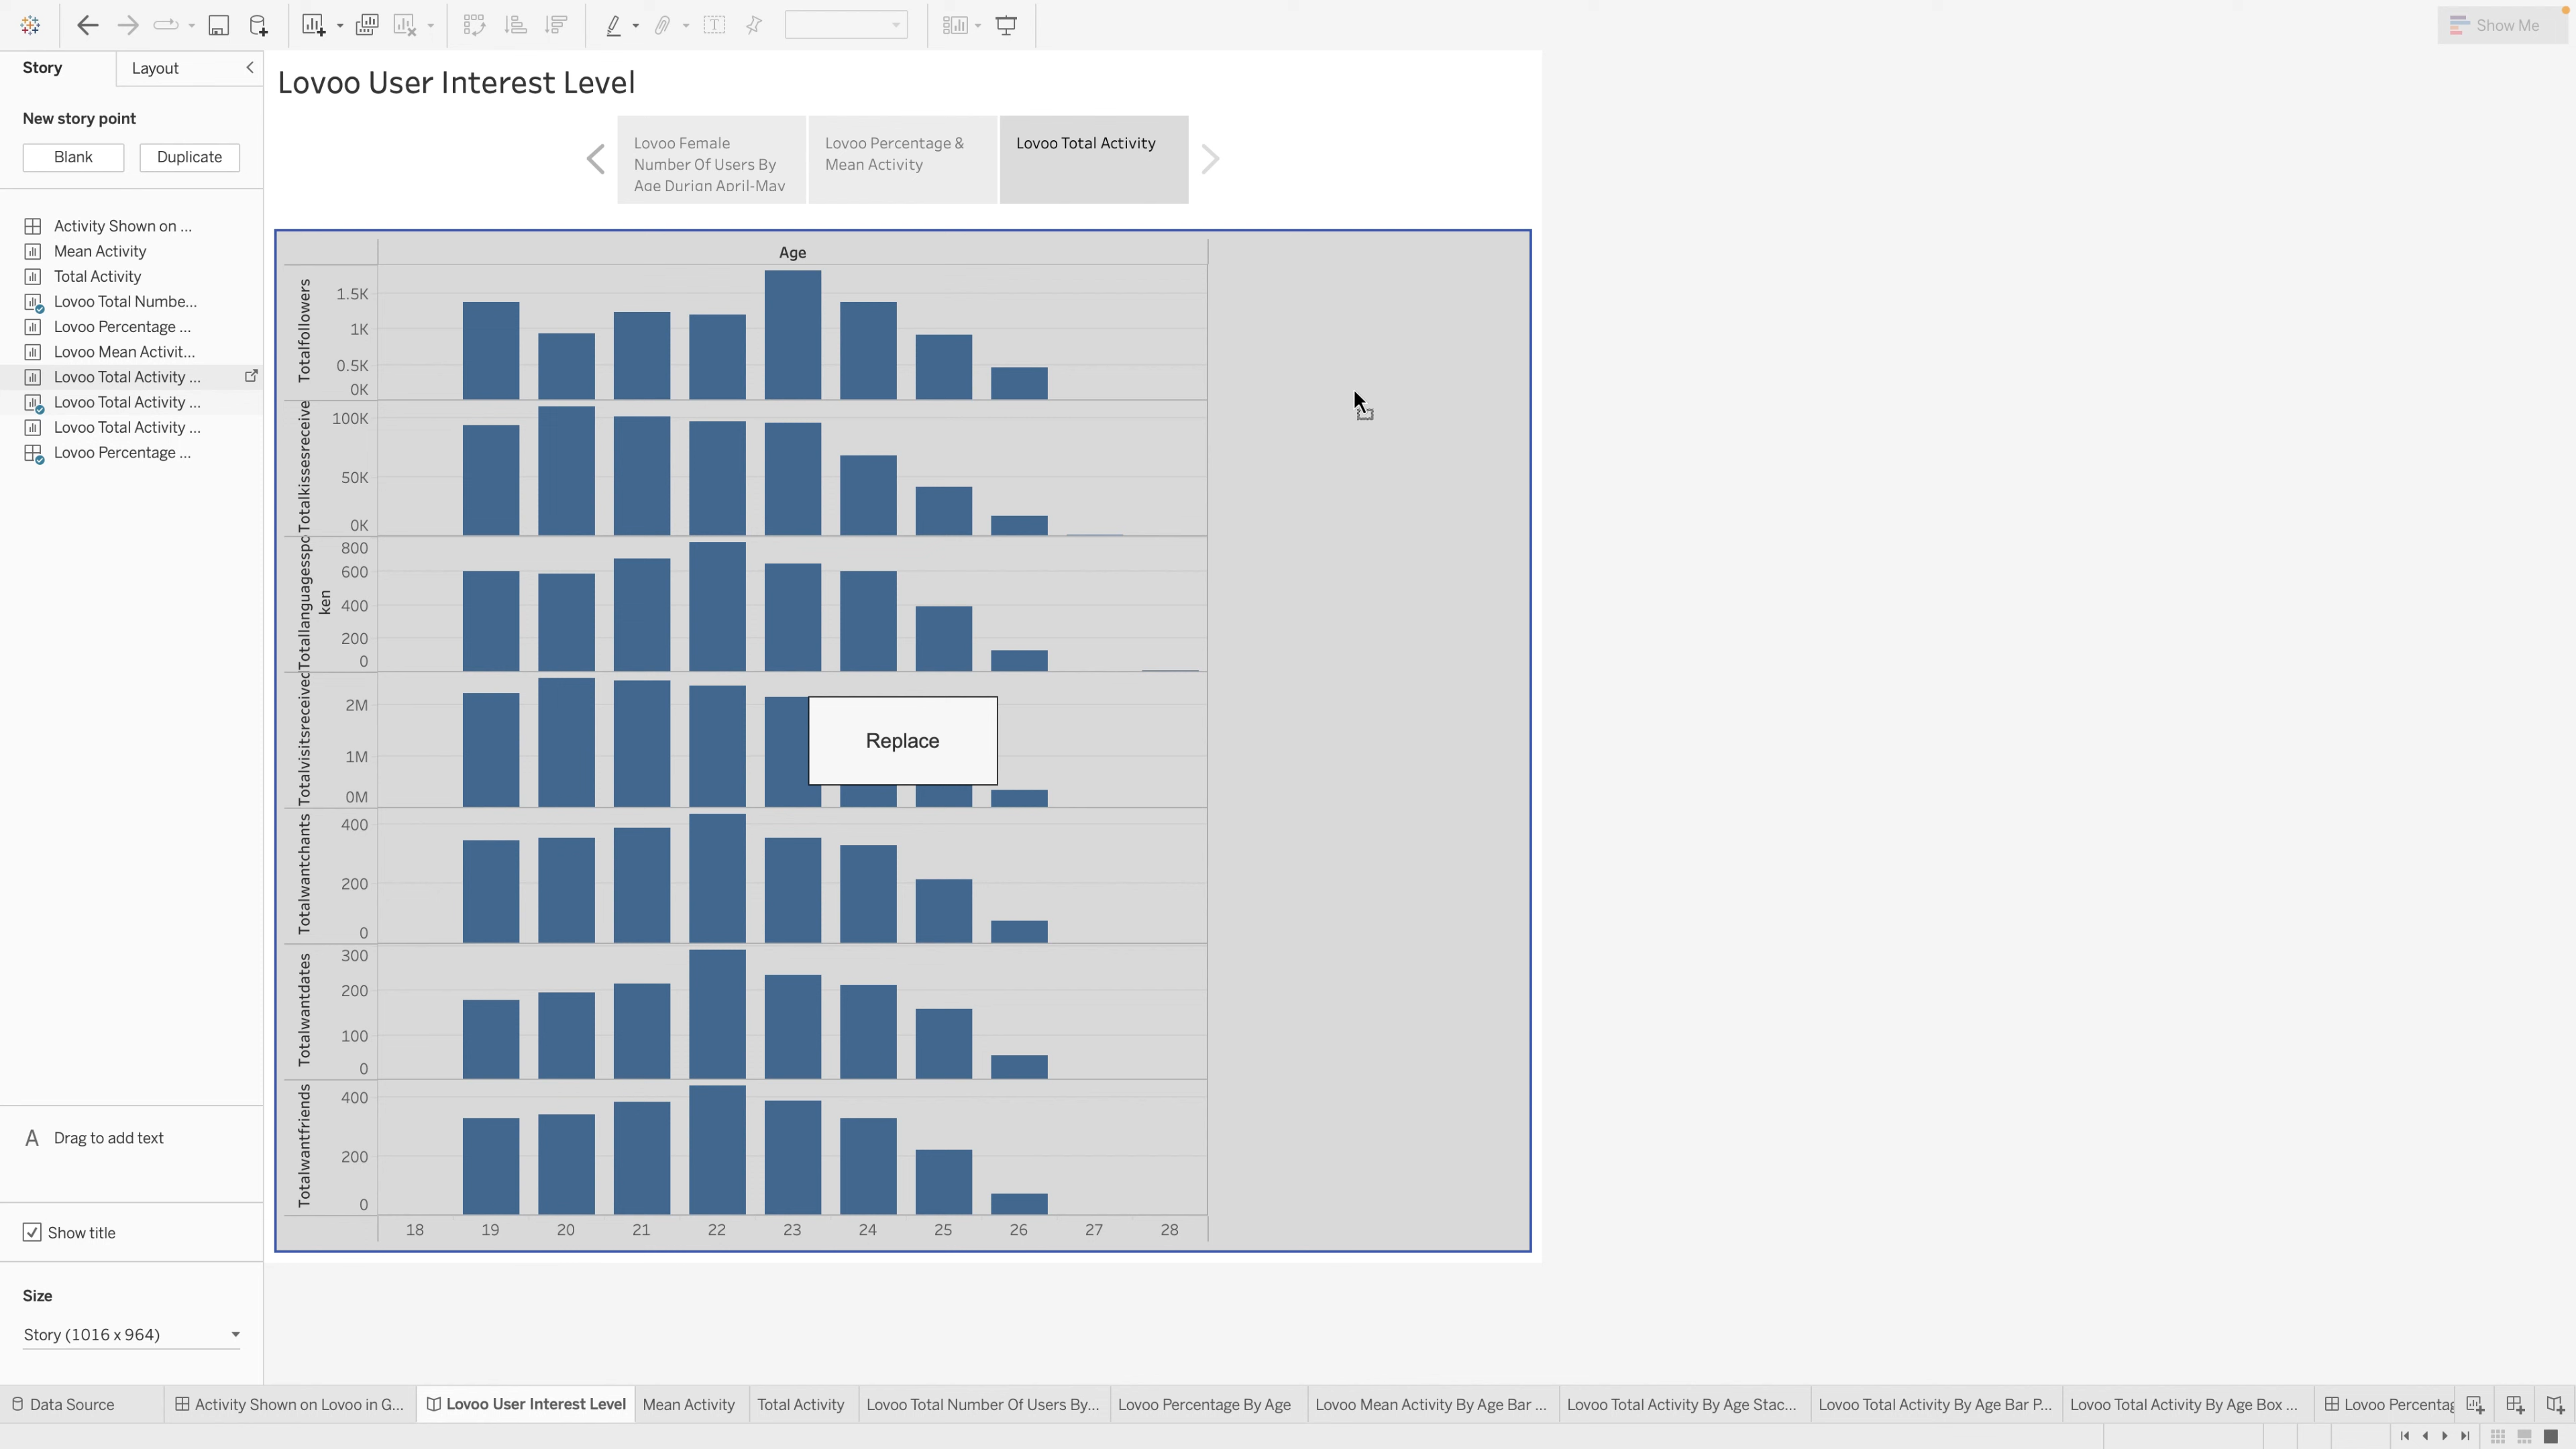 Show Me
Story
Layout
New story point
Blank
Duplicate
Activity Shown on ...
Mean Activity
Total Activity
Lovoo Total Numbe...
Lovoo Percentage ...
Lovoo Mean Activit...
Lovoo Total Activity ...
Lovoo Total Activity ...
Lovoo Total Activity ...
Lovoo Percentage ...
A Drag to add text
Show title
Size
Story (1016 x 964)
Lovoo User Interest Level
Lovoo Female
Number Of Users By
Age Durian April-May
Lovoo Percentage &
Mean Activity
Lovoo Total Activity
Age
Totalfollowers
1.5K
1K
0.5K
0K
Totalkissesreceive
100K
50K
0K
Totallanguagesspo
ken
800
600
400
200
0
Totalvisitsreceived
2M
1M
0M
Replace
Totalwantchants
400
200
0
Totalwantdates
300
200
100
0
Totalwantfriends
400
200
0
18 19 20 21 22 23 24 25 26 27 28
Data Source
Activity Shown on Lovoo in G...
Lovoo User Interest Level
Mean Activity
Total Activity
Lovoo Total Number Of Users By...
Lovoo Percentage By Age
Lovoo Mean Activity By Age Bar ...
Lovoo Total Activity By Age Stac...
Lovoo Total Activity By Age Bar P...
Lovoo Total Activity By Age Box ...
Lovoo Percentag